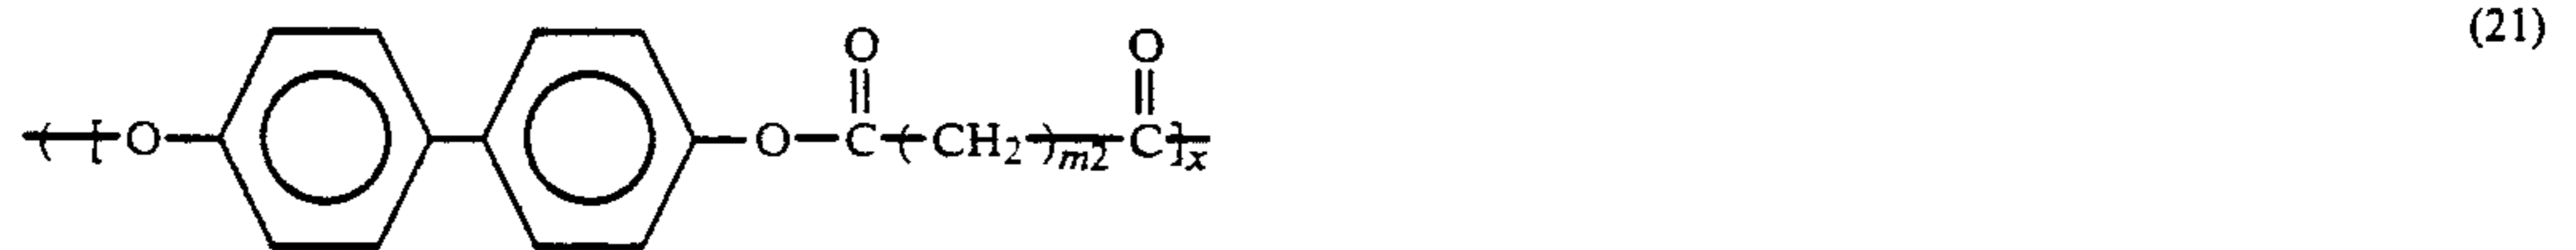 (21)
O O
( [ O O—C ( CH2 )m2 C ]x